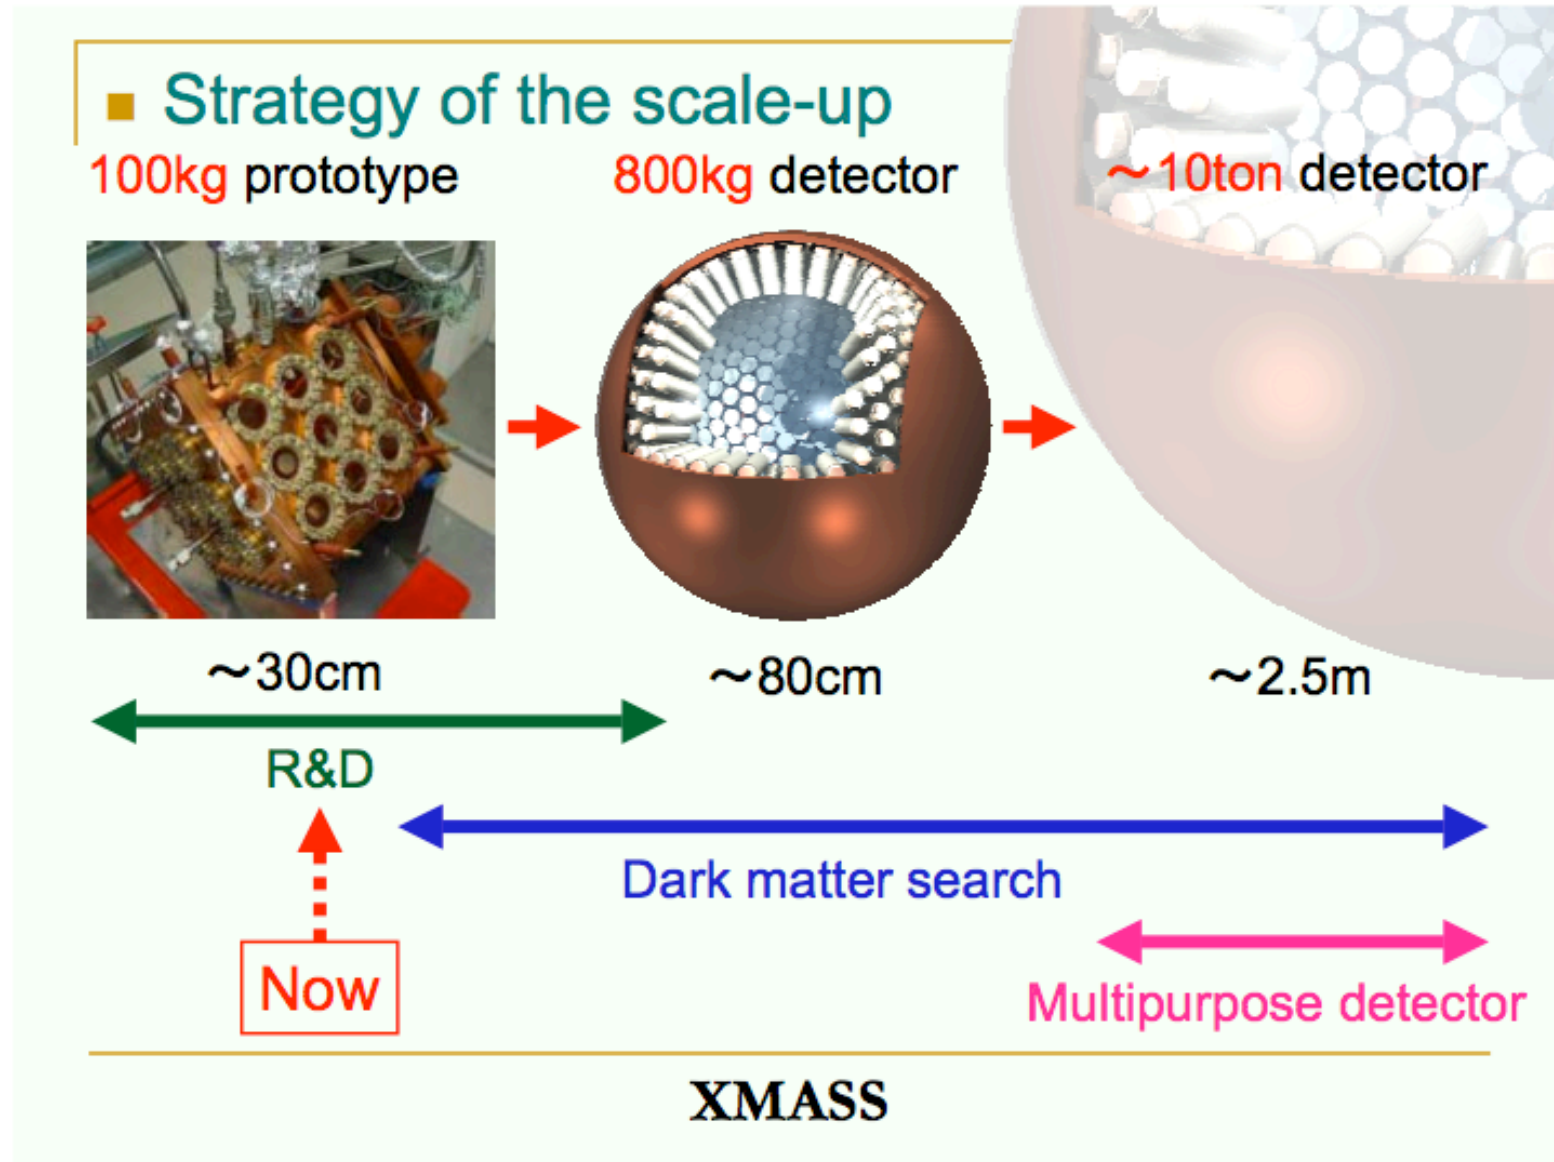 Strategy of the scale-up
100kg prototype
800kg detector
～10ton detector
～30cm
～80cm
～2.5m
R&D
Dark matter search
Now
Multipurpose detector
XMASS